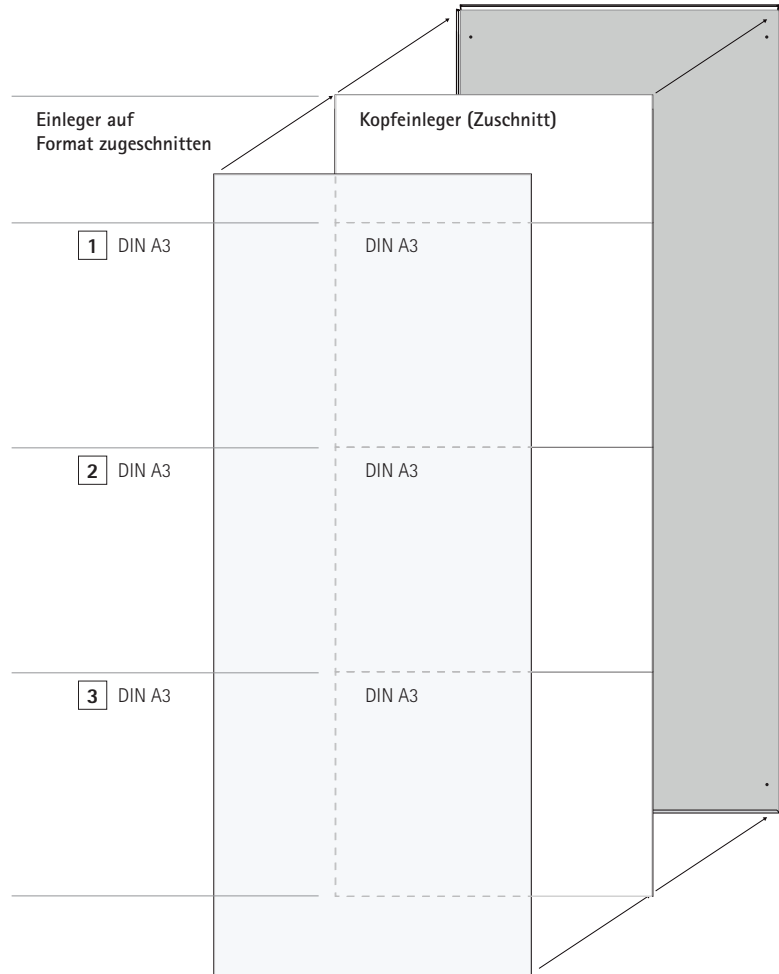 Einleger auf
Format zugeschnitten
Kopfeinleger (Zuschnitt)
1 DIN A3
DIN A3
2 DIN A3
DIN A3
3 DIN A3
DIN A3